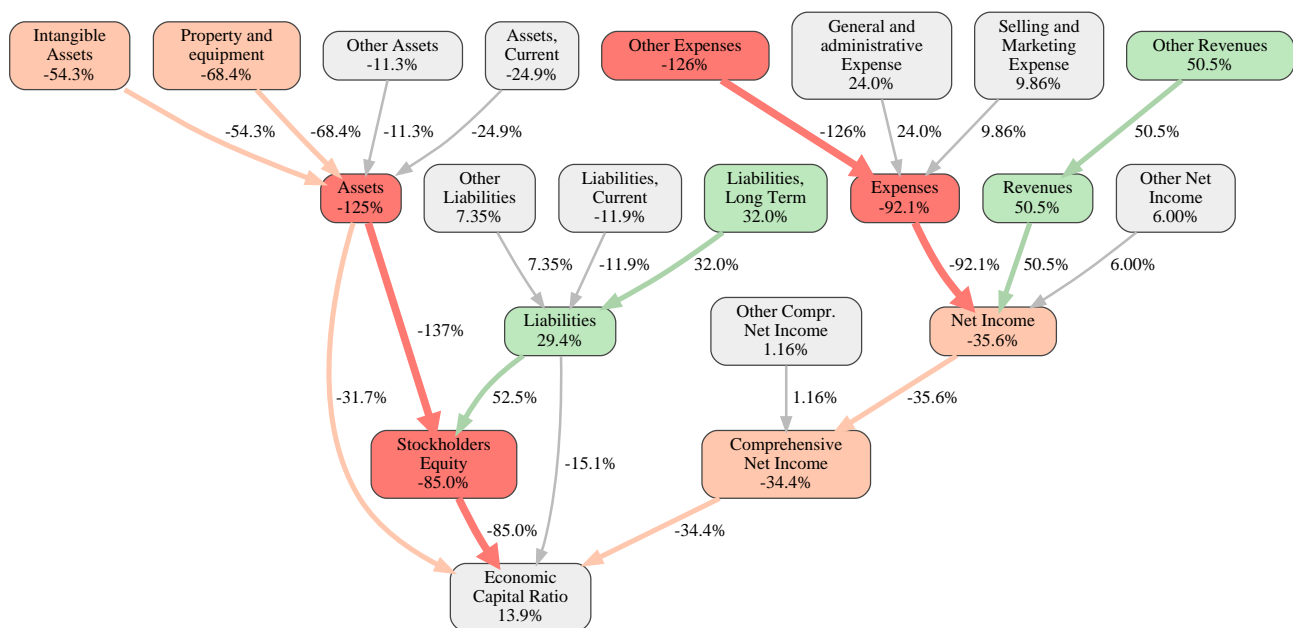 Intangible
Assets
-54.3%
Property and
equipment
-68.4%
Other Assets
-11.3%
Assets,
Current
-24.9%
Other Expenses
-126%
General and
administrative
Expense
24.0%
Selling and
Marketing
Expense
9.86%
Other Revenues
50.5%
-54.3%
-68.4%
-11.3%
-24.9%
-126%
24.0%
9.86%
50.5%
Assets
-125%
Other
Liabilities
7.35%
Liabilities,
Current
-11.9%
Liabilities,
Long Term
32.0%
Expenses
-92.1%
Revenues
50.5%
Other Net
Income
6.00%
7.35%
-11.9%
32.0%
-92.1%
50.5%
6.00%
-137%
Liabilities
29.4%
Other Compr.
Net Income
1.16%
Net Income
-35.6%
-31.7%
52.5%
1.16%
-35.6%
Stockholders
Equity
-85.0%
-15.1%
Comprehensive
Net Income
-34.4%
-85.0%
-34.4%
Economic
Capital Ratio
13.9%